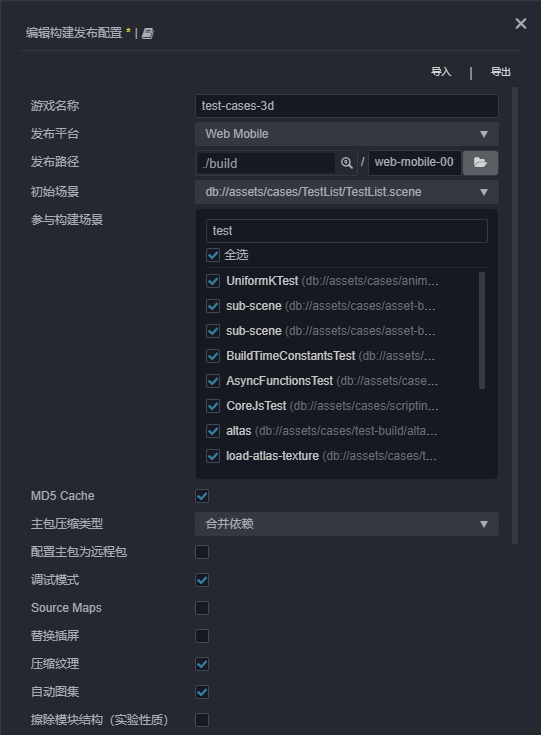 编辑构建发布配置 * |
导入 | 导出
游戏名称 test-cases-3d
发布平台 Web Mobile
发布路径 ./build / web-mobile-00
初始场景 db://assets/cases/TestList/TestList.scene
参与构建场景
test
全选
UniformKTest (db://assets/cases/anim...
sub-scene (db://assets/cases/asset-b...
sub-scene (db://assets/cases/asset-b...
BuildTimeConstantsTest (db://assets/...
AsyncFunctionsTest (db://assets/case...
CoreJsTest (db://assets/cases/scriptin...
altas (db://assets/cases/test-build/alta...
load-atlas-texture (db://assets/cases/t...
MD5 Cache
主包压缩类型 合并依赖
配置主包为远程包
调试模式
Source Maps
替换插屏
压缩纹理
自动图集
擦除模块结构（实验性质）